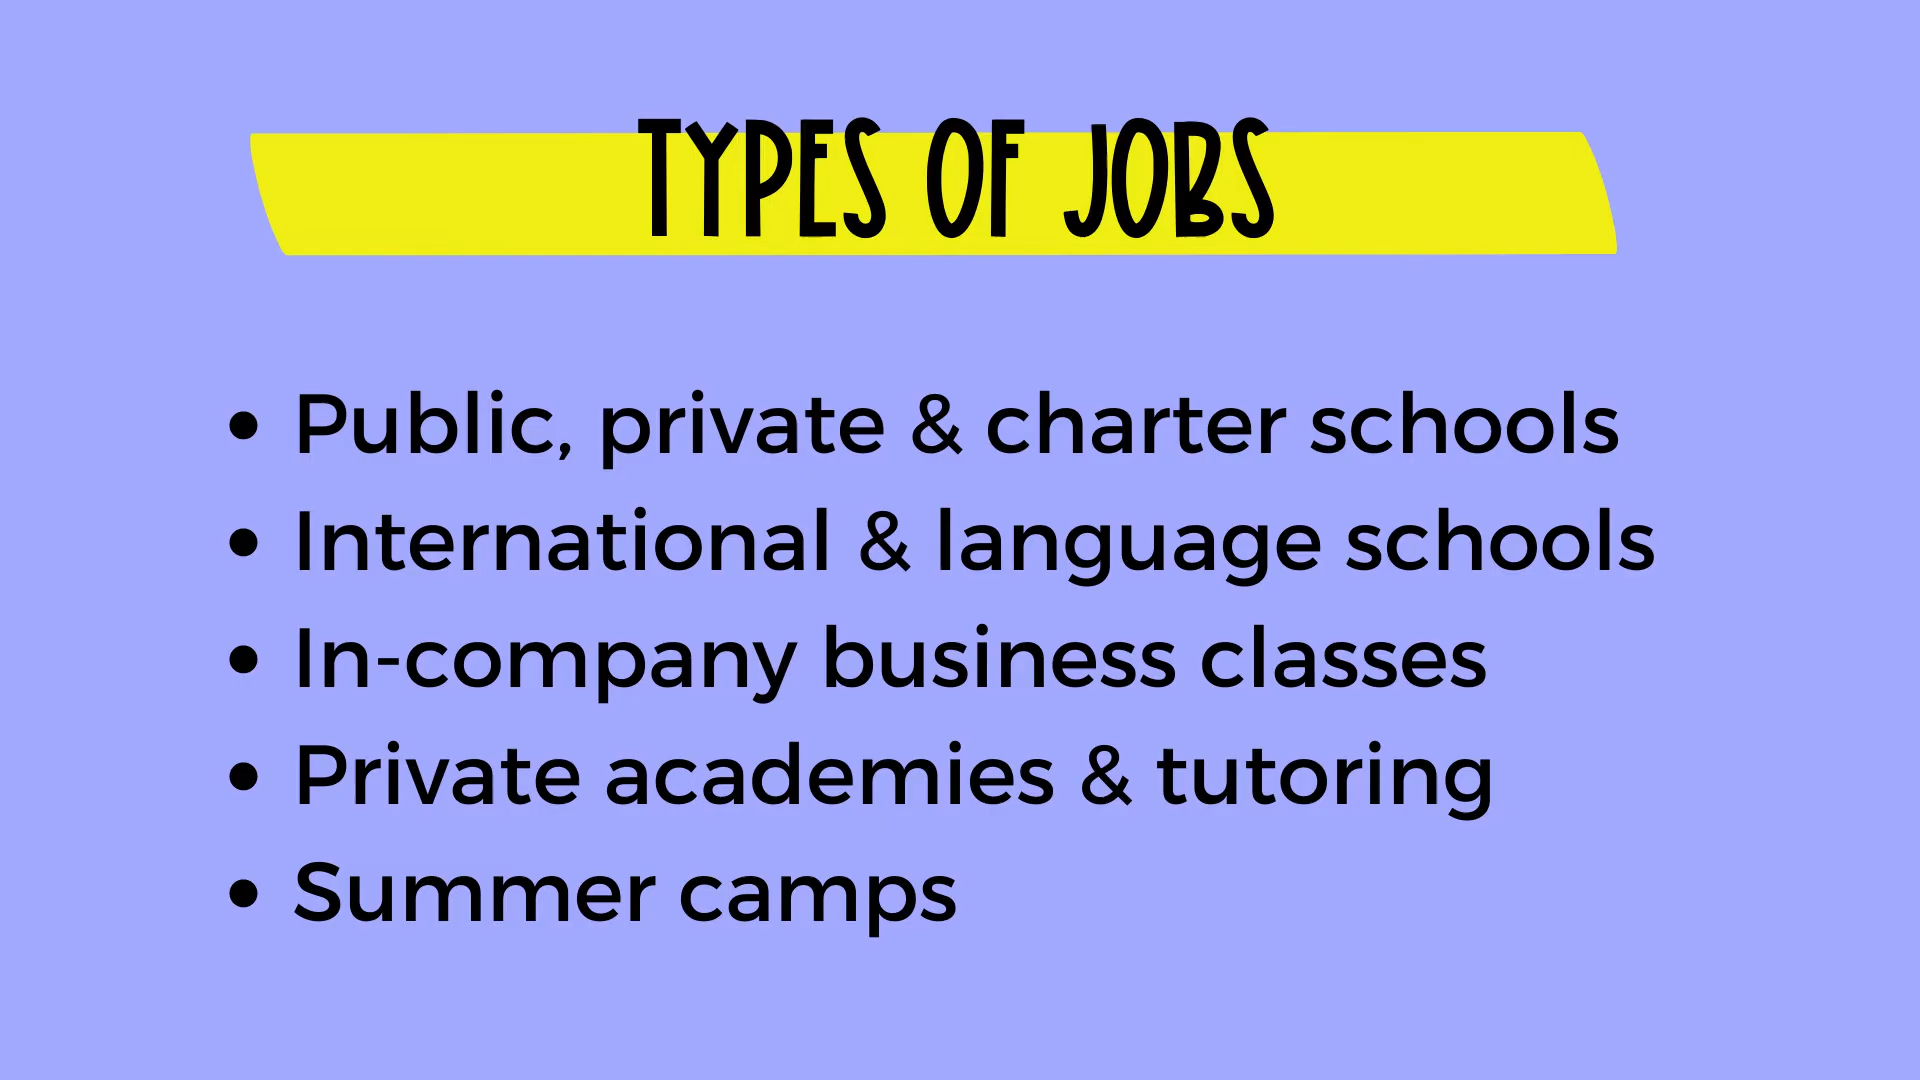 TYPES OF JOBS
• Public, private & charter schools
• International & language schools
• In-company business classes
• Private academies & tutoring
• Summer camps